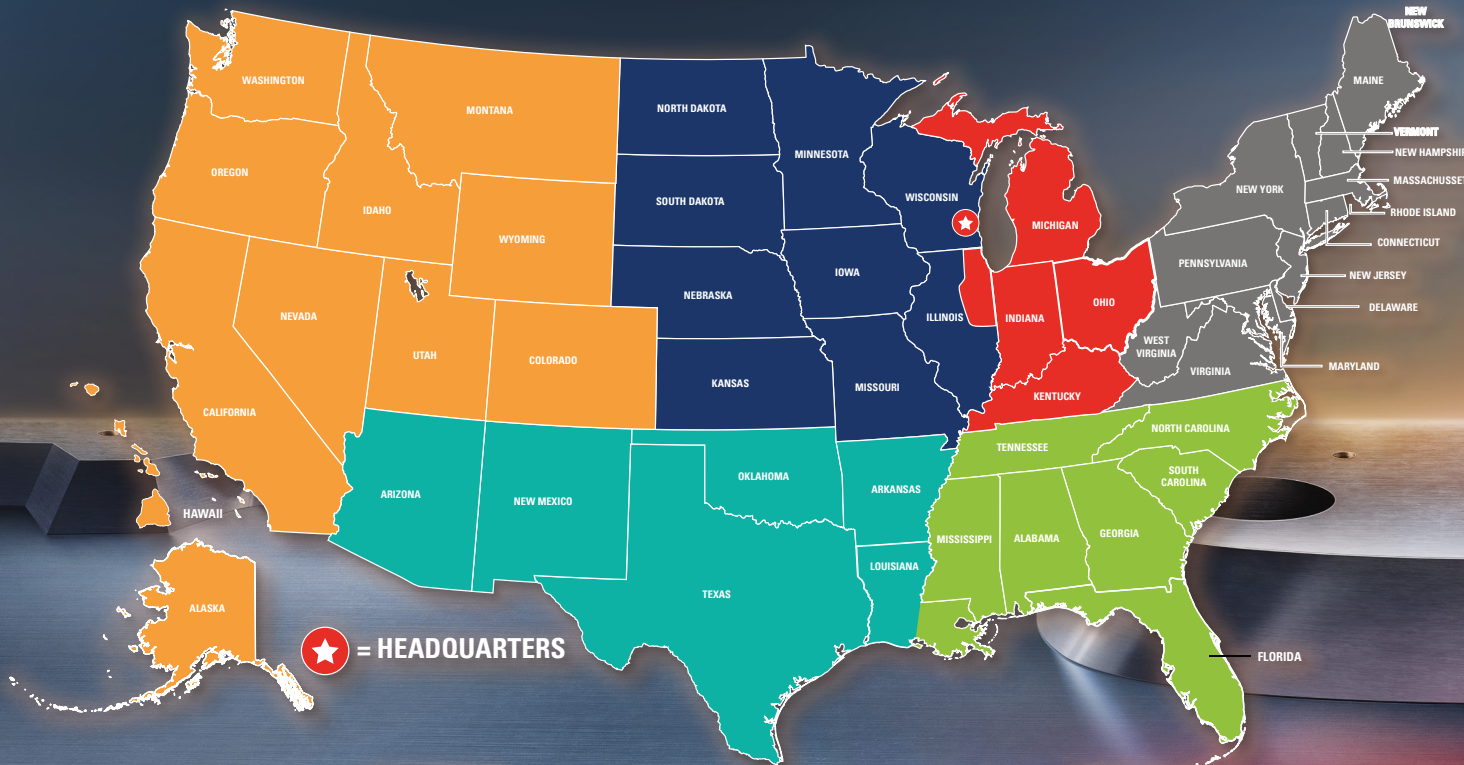 NEW
BRUNSWICK
WASHINGTON
MONTANA
NORTH DAKOTA
MINNESOTA
MAINE
VERMONT
NEW HAMPSHIR
OREGON
IDAHO
SOUTH DAKOTA
WISCONSIN
NEW YORK
MASSACHUSSET
RHODE ISLAND
WYOMING
MICHIGAN
CONNECTICUT
IOWA
PENNSYLVANIA
NEW JERSEY
NEBRASKA
OHIO
DELAWARE
NEVADA
ILLINOIS
INDIANA
UTAH
COLORADO
WEST
VIRGINIA
VIRGINIA
MARYLAND
KANSAS
MISSOURI
KENTUCKY
CALIFORNIA
NORTH CAROLINA
TENNESSEE
SOUTH
CAROLINA
OKLAHOMA
ARIZONA
NEW MEXICO
ARKANSAS
HAWAII
MISSISSIPPI
ALABAMA
GEORGIA
LOUISIANA
TEXAS
ALASKA
= HEADQUARTERS
FLORIDA